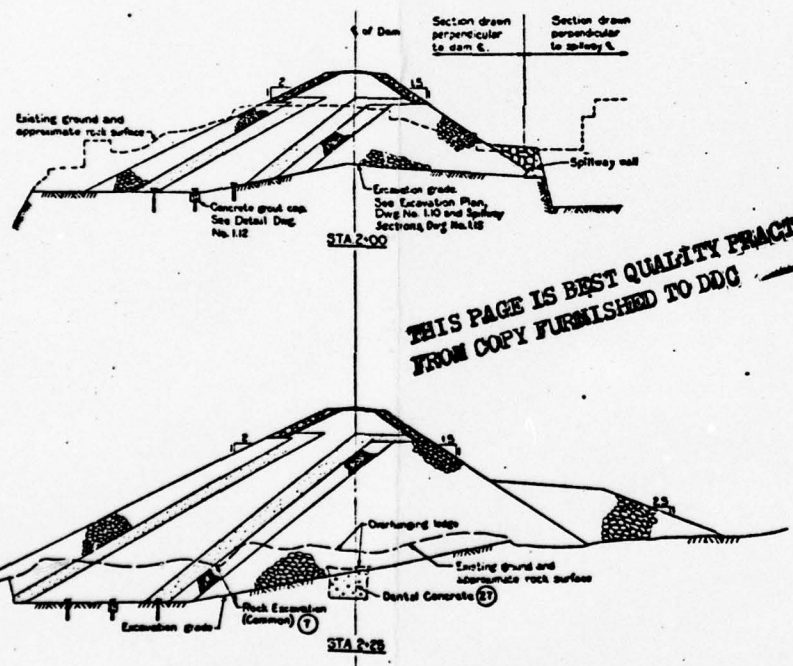 ℄ of Dam
Section drawn
perpendicular
to dam ℄.
Section drawn
perpendicular
to spillway ℄
2
1.5
Existing ground and
approximate rock surface
Spillway wall
Concrete grout cap.
See Detail Dwg.
No. 1.12
Excavation grade.
See Excavation Plan,
Dwg. No. 1.10 and Spillway
Sections, Dwg. No. 1.15
STA 2+00
THIS PAGE IS BEST QUALITY PRACT
FROM COPY FURNISHED TO DDC
2
1.5
2.5
Overhanging ledge
Existing ground and
approximate rock surface
Rock Excavation
(Common) 7
Dental Concrete 27
Excavation grade
STA 2+25